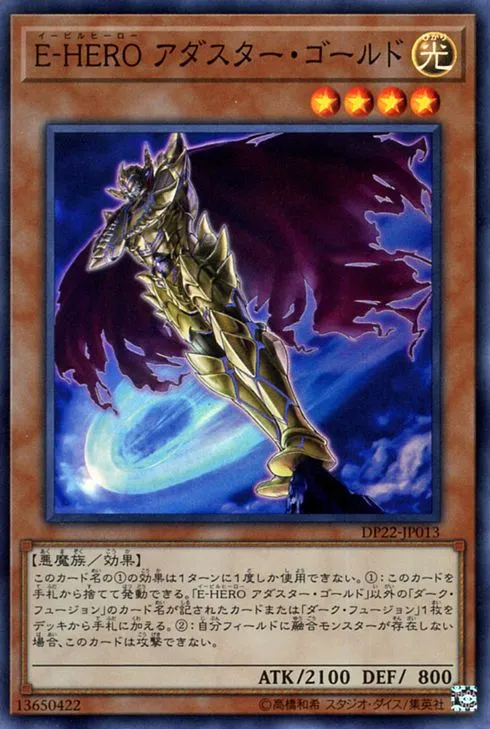 イービルヒーロー
E-HERO アダスター・ゴールド
ひかり
光
DP22-JP013
【悪魔族／効果】
このカード名の①の効果は1ターンに1度しか使用できない。①：このカードを
手札から捨てて発動できる。「E-HERO アダスター・ゴールド」以外の「ダーク・
フュージョン」のカード名が記されたカードまたは「ダーク・フュージョン」1枚を
デッキから手札に加える。②：自分フィールドに融合モンスターが存在しない
場合、このカードは攻撃できない。
ATK/2100 DEF/ 800
13650422
©高橋和希 スタジオ・ダイス/集英社